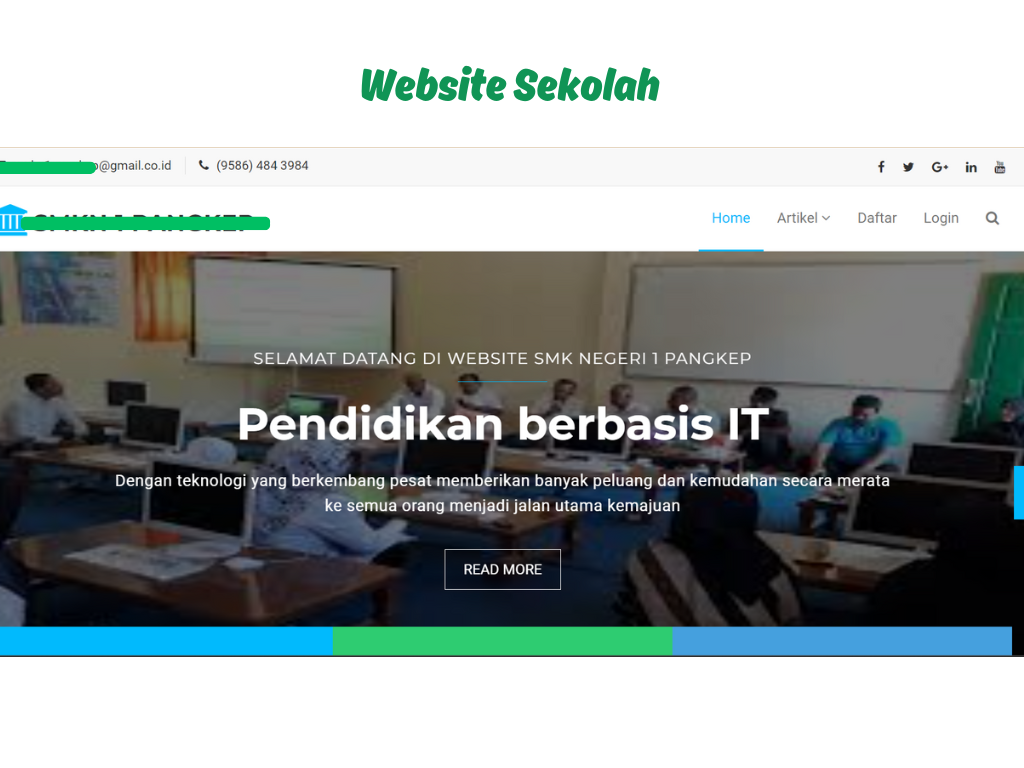 Website Sekolah
@gmail.co.id
(9586) 484 3984
Home
Artikel
Daftar
Login
SELAMAT DATANG DI WEBSITE SMK NEGERI 1 PANGKEP
Pendidikan berbasis IT
Dengan teknologi yang berkembang pesat memberikan banyak peluang dan kemudahan secara merata
ke semua orang menjadi jalan utama kemajuan
READ MORE